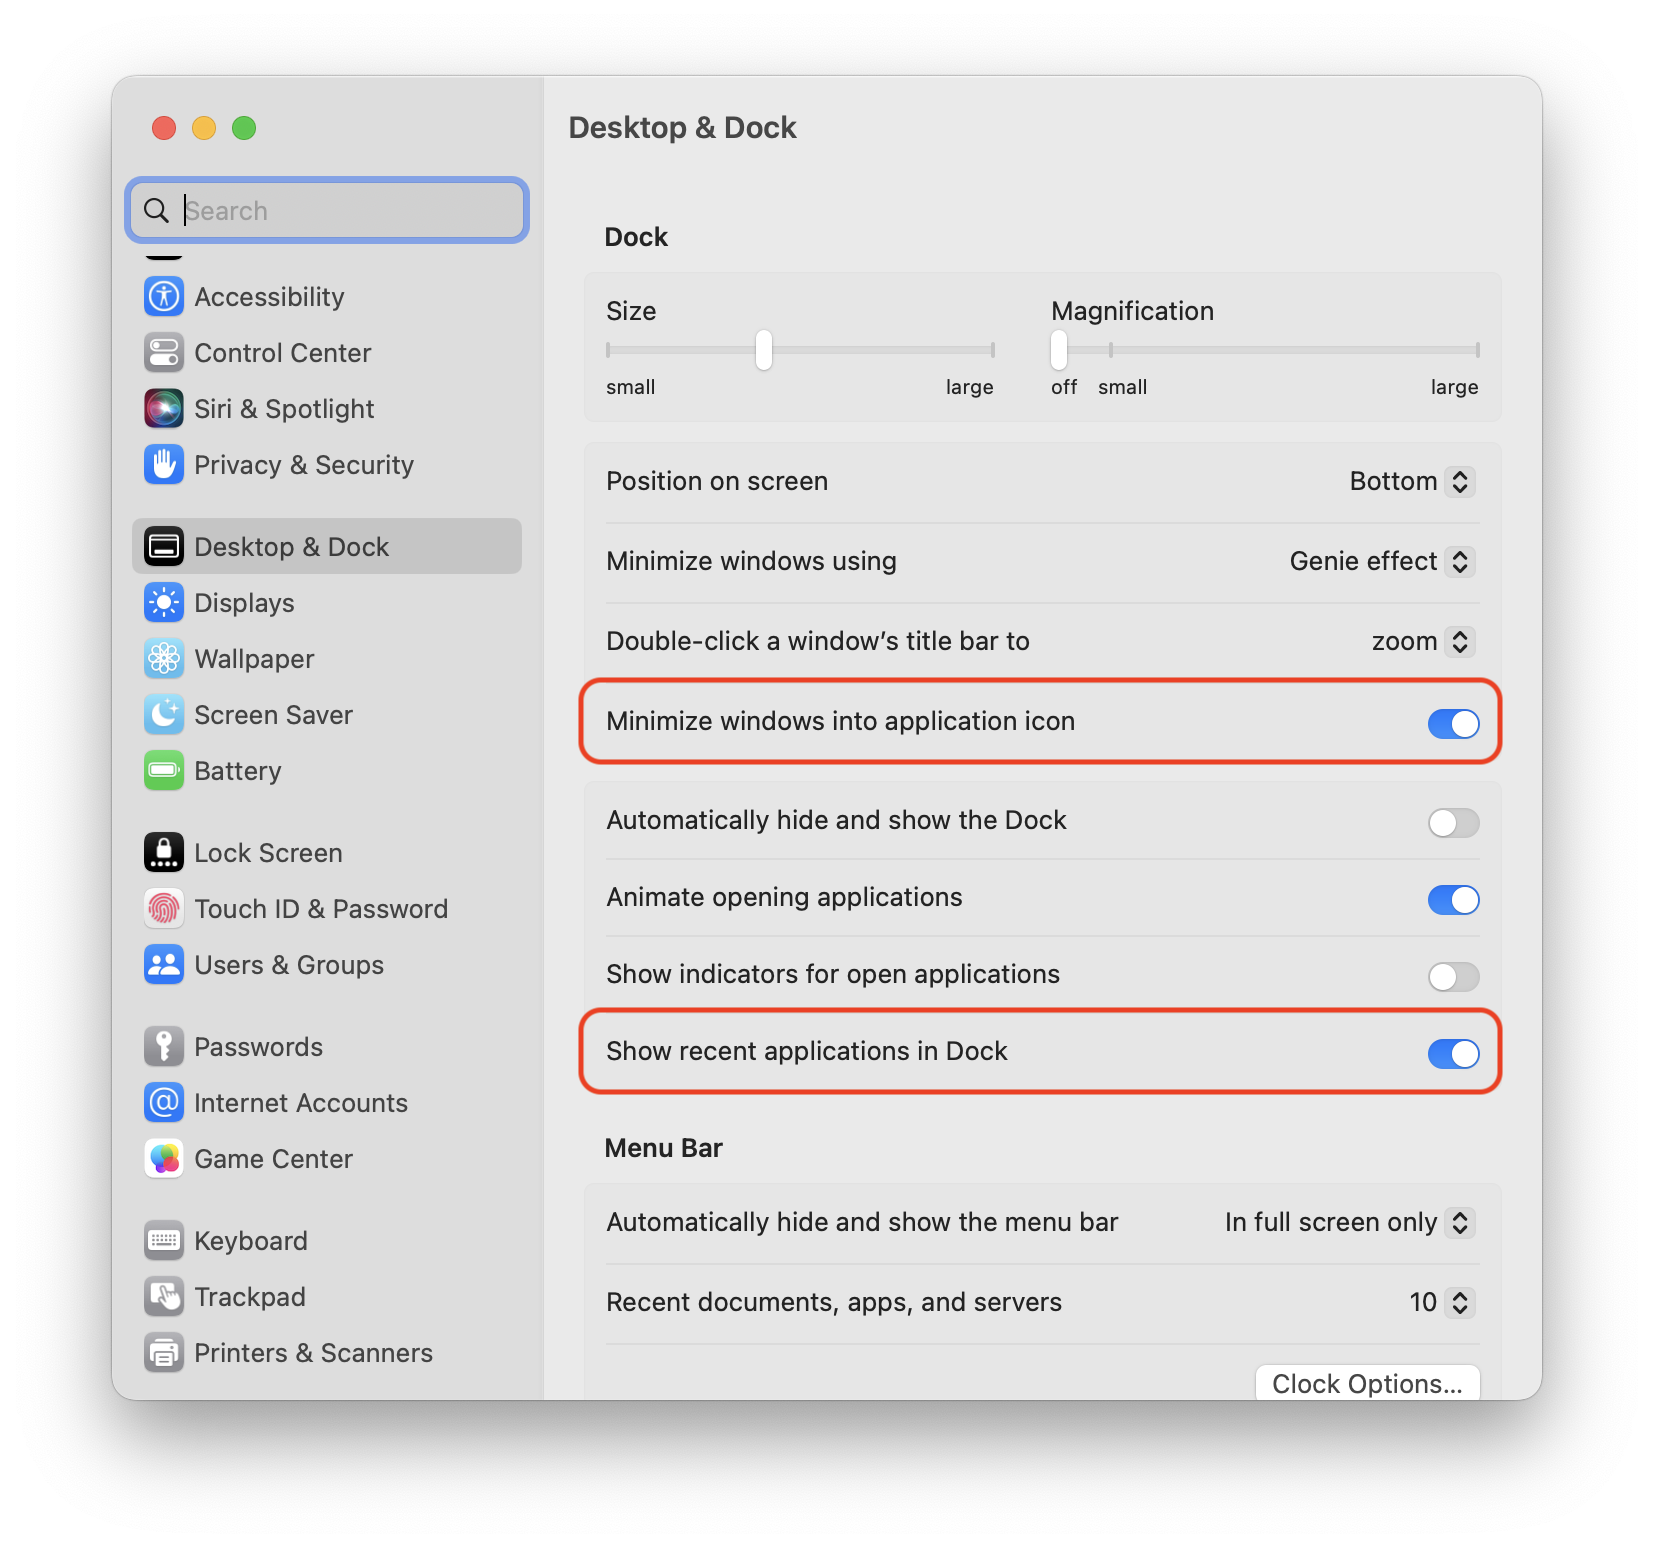 Search
Accessibility
Control Center
Siri & Spotlight
Privacy & Security
Desktop & Dock
Displays
Wallpaper
Screen Saver
Battery
Lock Screen
Touch ID & Password
Users & Groups
Passwords
Internet Accounts
Game Center
Keyboard
Trackpad
Printers & Scanners
Desktop & Dock
Dock
Size Magnification
small large off small large
Position on screen Bottom
Minimize windows using Genie effect
Double-click a window’s title bar to zoom
Minimize windows into application icon
Automatically hide and show the Dock
Animate opening applications
Show indicators for open applications
Show recent applications in Dock
Menu Bar
Automatically hide and show the menu bar In full screen only
Recent documents, apps, and servers 10
Clock Options...